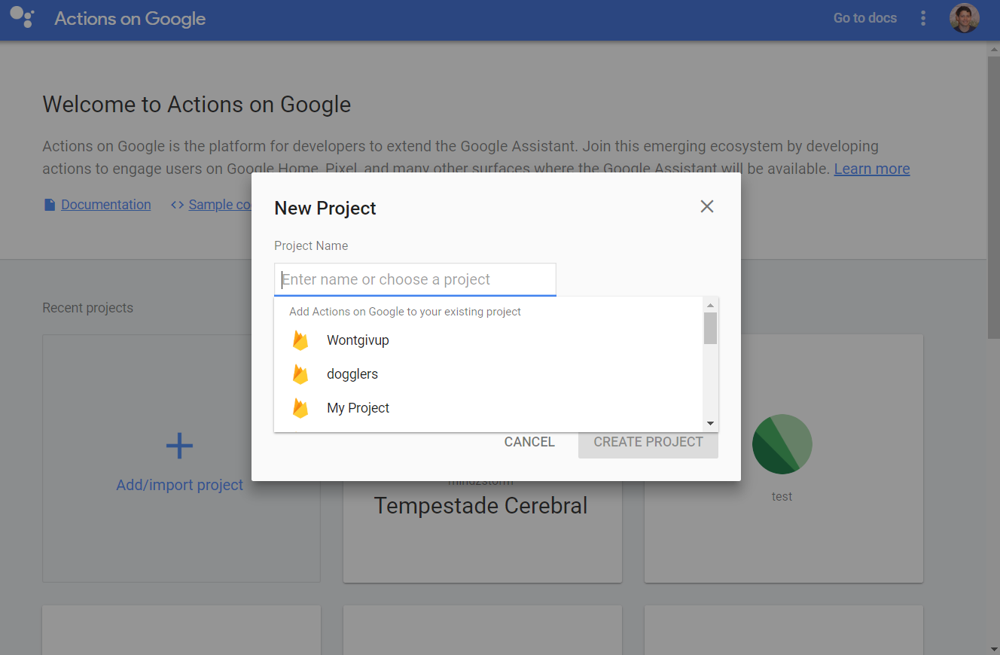 Actions on Google
Go to docs
Welcome to Actions on Google
Actions on Google is the platform for developers to extend the Google Assistant. Join this emerging ecosystem by developing
actions to engage users on Google Home, Pixel, and many other surfaces where the Google Assistant will be available. Learn more
Documentation
Sample co
New Project
Project Name
Enter name or choose a project
Add Actions on Google to your existing project
Wontgivup
dogglers
My Project
CANCEL
CREATE PROJECT
Recent projects
Add/import project
mindzstorm
Tempestade Cerebral
test